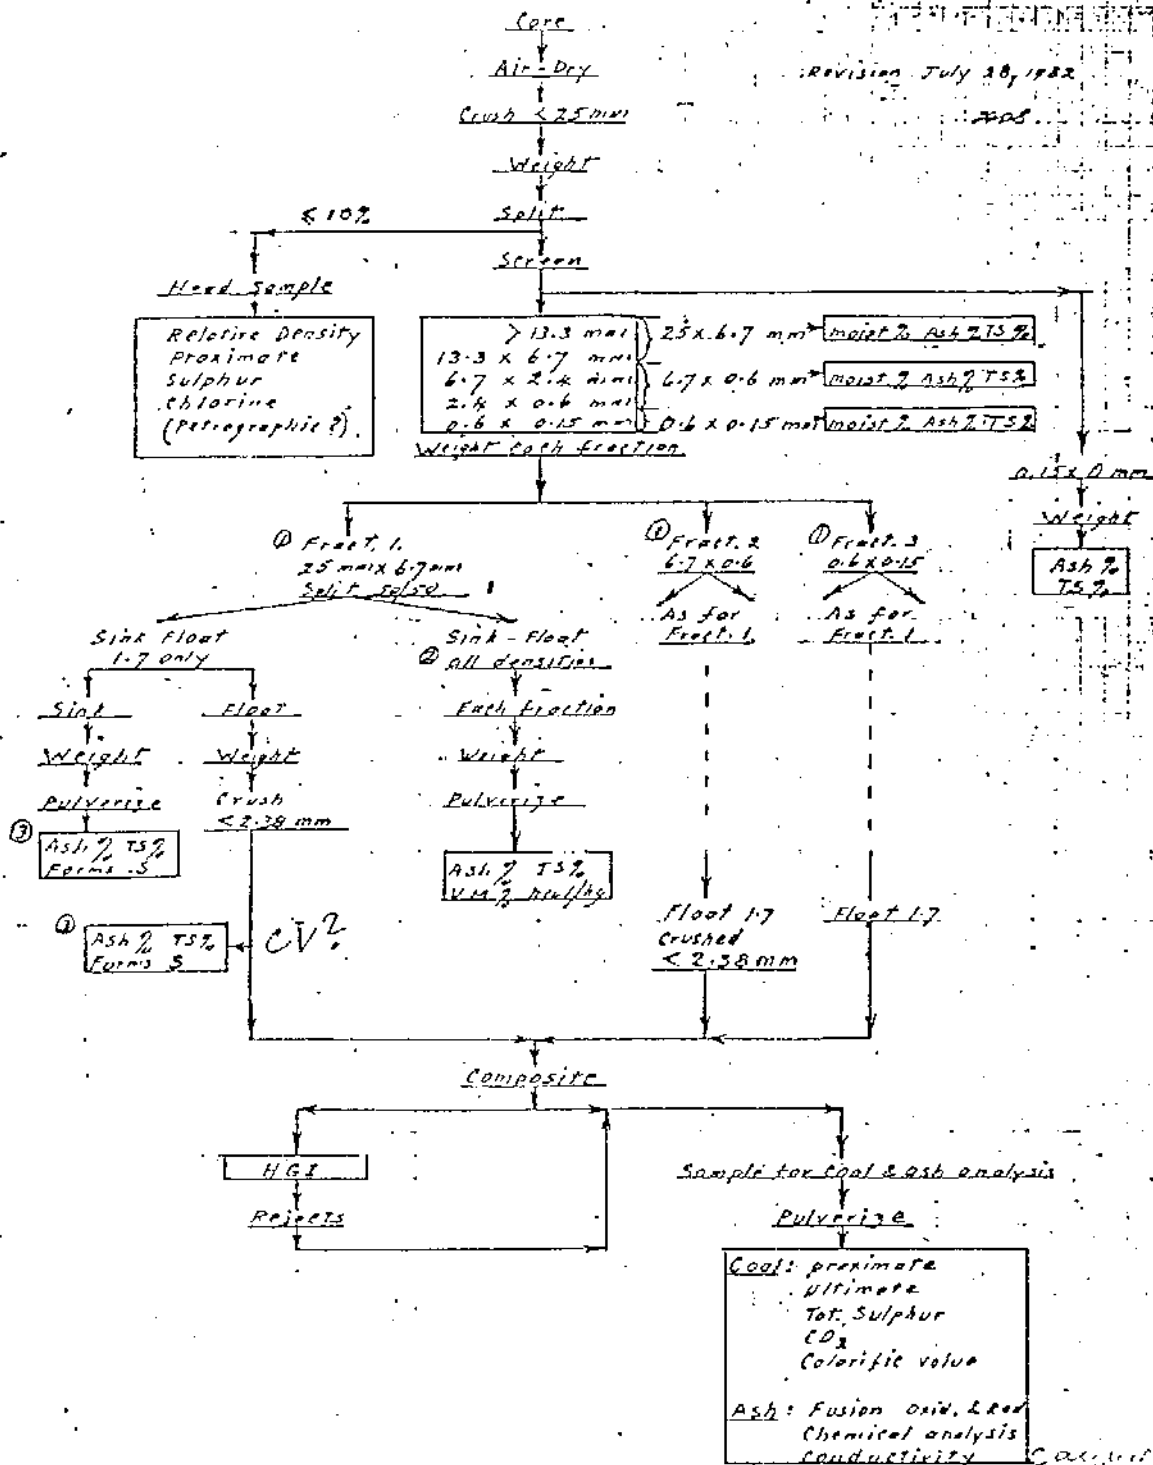 Core
Air-Dry
Revision July 28, 1982
Crush < 25 mm
Weight
≤ 10%
Split
Screen
Head Sample
Relative Density
Proximate
Sulphur
Chlorine
(Petrographic ?)
> 13.3 mm
13.3 x 6.7 mm
6.7 x 2.4 mm
2.4 x 0.6 mm
0.6 x 0.15 mm
25 x 6.7 mm
moist % Ash % TS %
6.7 x 0.6 mm
moist % Ash % TS %
0.6 x 0.15 mm
moist % Ash % TS %
Weight each fraction
0.15 x 0 mm
Weight
Ash %
TS %
① Fract. 1.
25 mm x 6.7 mm
Split 50/50
① Fract. 2
6.7 x 0.6
① Fract. 3
0.6 x 0.15
As for
Fract. 1
As for
Fract. 1
Sink Float
1.7 only
Sink-Float
② all densities
Sink
Float
Each fraction
Weight
Weight
Weight
Pulverize
Crush
< 2.38 mm
Pulverize
③ Ash % TS %
Forms S
Ash % TS %
V.M % kcal/kg
Float 1.7
Crushed
< 2.38 mm
Float 1.7
Ash % TS %
Forms S
CV?
Composite
HGI
Rejects
Sample for Coal & ash analysis
Pulverize
Coal: proximate
Ultimate
Tot. Sulphur
CO2
Calorific value
Ash: Fusion Oxid. & Red
Chemical analysis
Conductivity